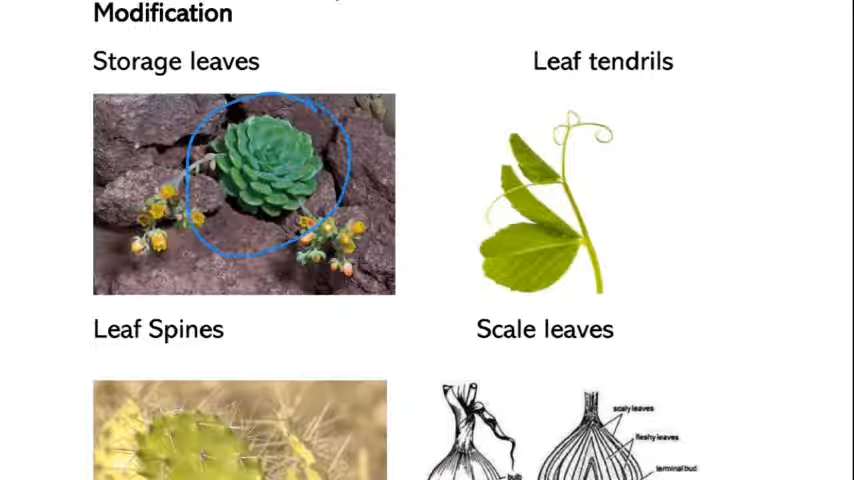 Modification
Storage leaves
Leaf tendrils
Leaf Spines
Scale leaves
scaly leaves
fleshy leaves
terminal bud
bulb